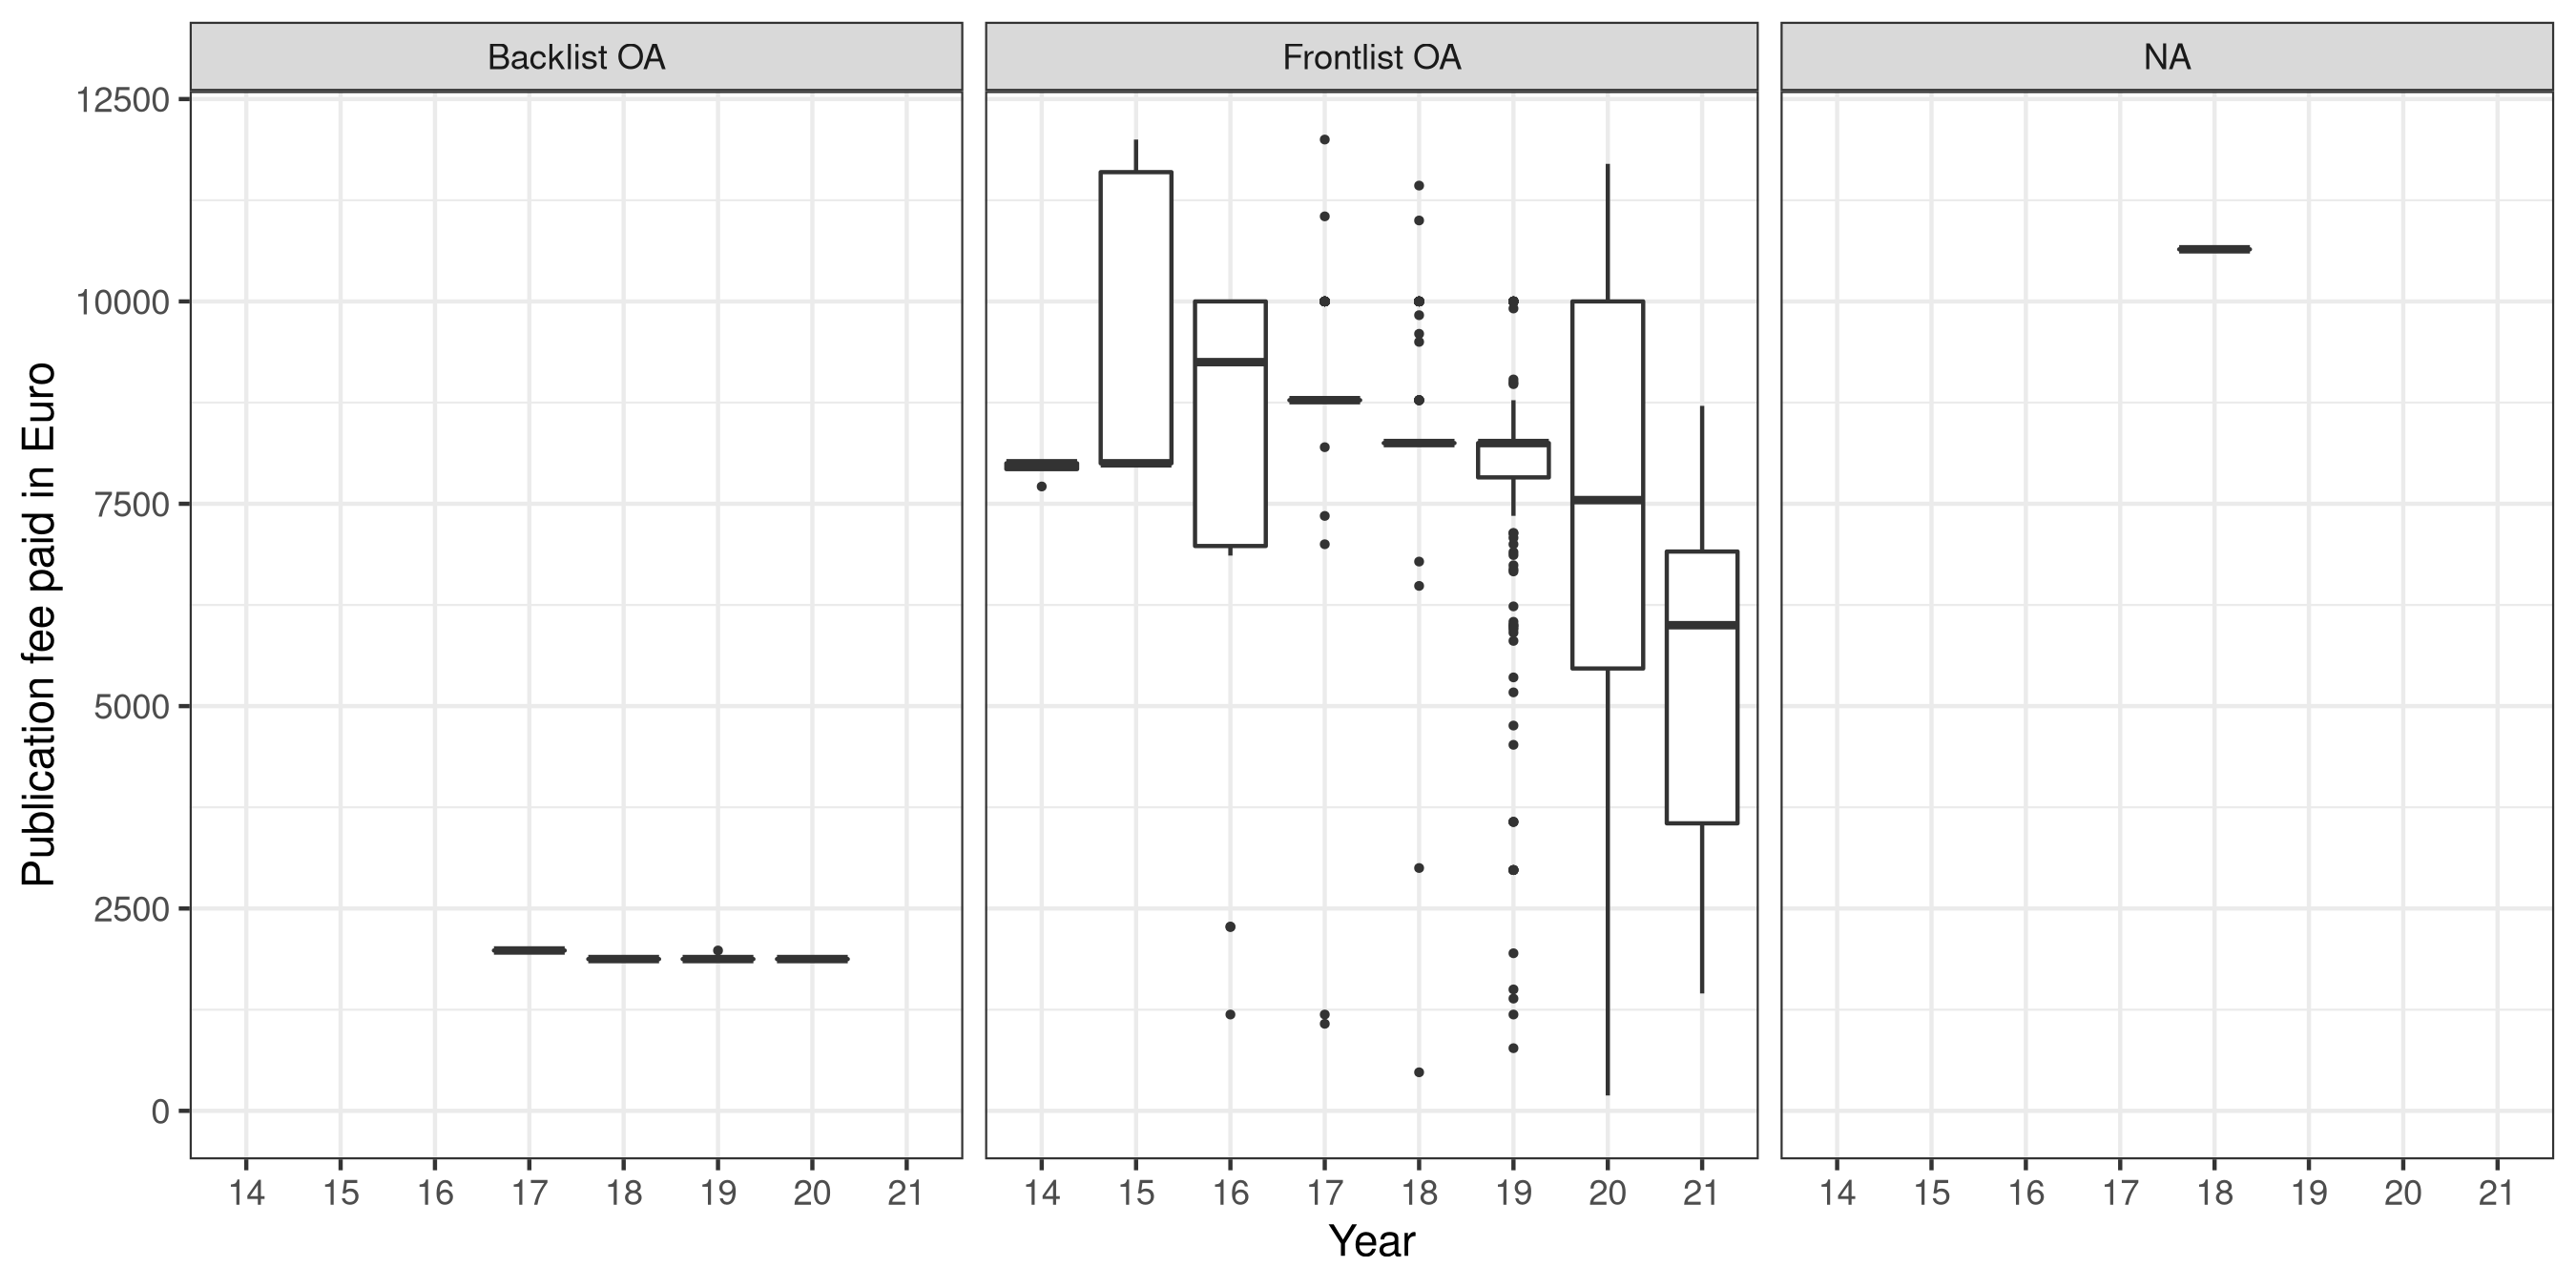 Backlist OA
Frontlist OA
NA
Publication fee paid in Euro
12500
10000
7500
5000
2500
0
14 15 16 17 18 19 20 21
14 15 16 17 18 19 20 21
14 15 16 17 18 19 20 21
Year